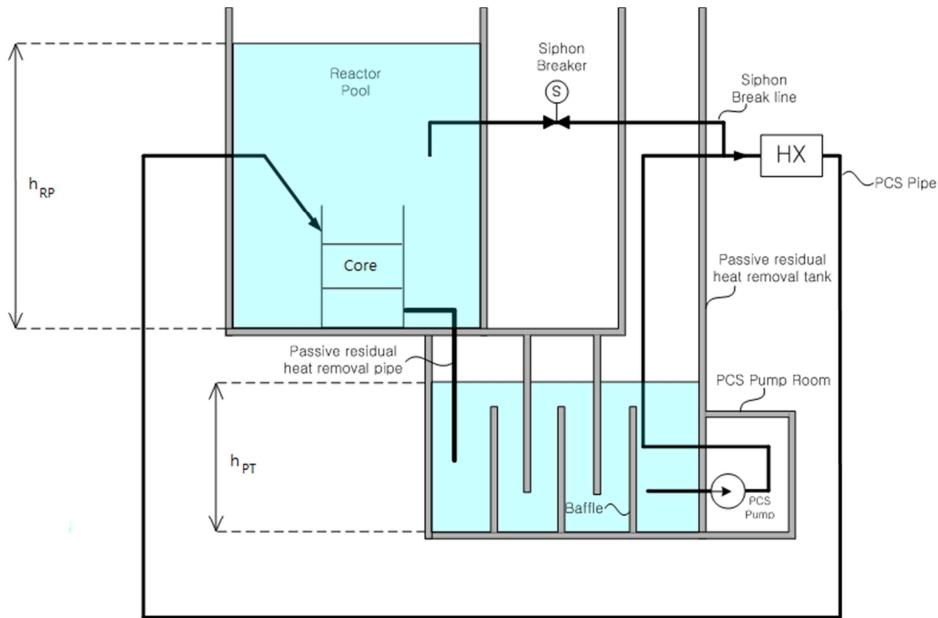 Reactor
Pool
Siphon
Breaker
S
Siphon
Break line
HX
PCS Pipe
h_RP
Core
Passive residual
heat removal tank
Passive residual
heat removal pipe
PCS Pump Room
h_PT
Baffle
PCS
Pump